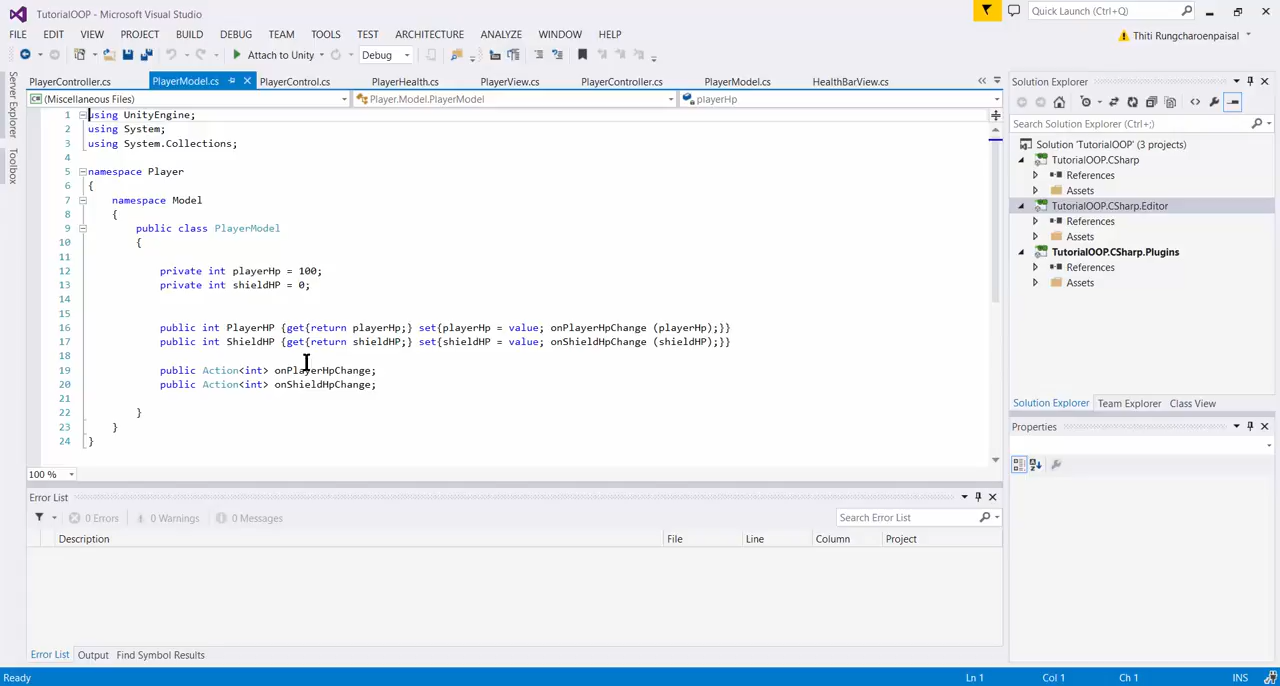 TutorialOOP - Microsoft Visual Studio
Quick Launch (Ctrl+Q)
FILE EDIT VIEW PROJECT BUILD DEBUG TEAM TOOLS TEST ARCHITECTURE ANALYZE WINDOW HELP
Thiti Rungcharoenpaisal
Attach to Unity Debug
Server Explorer
Toolbox
PlayerController.cs PlayerModel.cs PlayerControl.cs PlayerHealth.cs PlayerView.cs PlayerController.cs PlayerModel.cs HealthBarView.cs
(Miscellaneous Files) Player.Model.PlayerModel playerHp
1 using UnityEngine;
2 using System;
3 using System.Collections;
4
5 namespace Player
6 {
7 namespace Model
8 {
9 public class PlayerModel
10 {
11
12 private int playerHp = 100;
13 private int shieldHP = 0;
14
15
16 public int PlayerHP {get{return playerHp;} set{playerHp = value; onPlayerHpChange (playerHp);}}
17 public int ShieldHP {get{return shieldHP;} set{shieldHP = value; onShieldHpChange (shieldHP);}}
18
19 public Action<int> onPlayerHpChange;
20 public Action<int> onShieldHpChange;
21
22 }
23 }
24 }
100 %
Error List
0 Errors 0 Warnings 0 Messages
Search Error List
Description File Line Column Project
Error List Output Find Symbol Results
Solution Explorer
Search Solution Explorer (Ctrl+;)
Solution 'TutorialOOP' (3 projects)
TutorialOOP.CSharp
References
Assets
TutorialOOP.CSharp.Editor
References
Assets
TutorialOOP.CSharp.Plugins
References
Assets
Solution Explorer Team Explorer Class View
Properties
Ready Ln 1 Col 1 Ch 1 INS